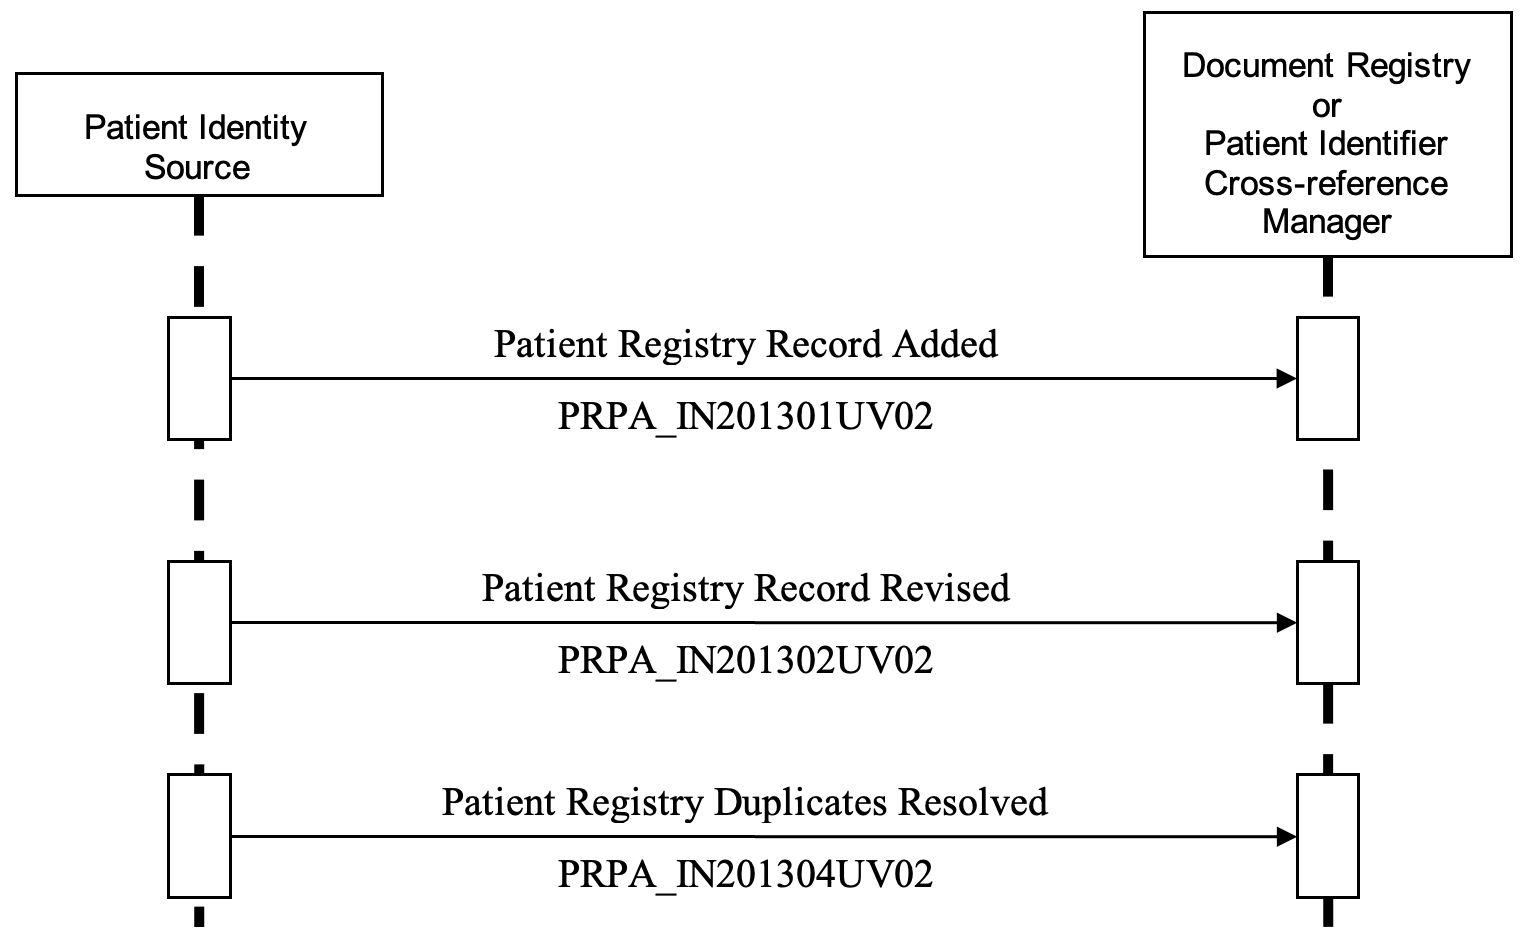 Patient Identity
Source
Document Registry
or
Patient Identifier
Cross-reference
Manager
Patient Registry Record Added
PRPA_IN201301UV02
Patient Registry Record Revised
PRPA_IN201302UV02
Patient Registry Duplicates Resolved
PRPA_IN201304UV02